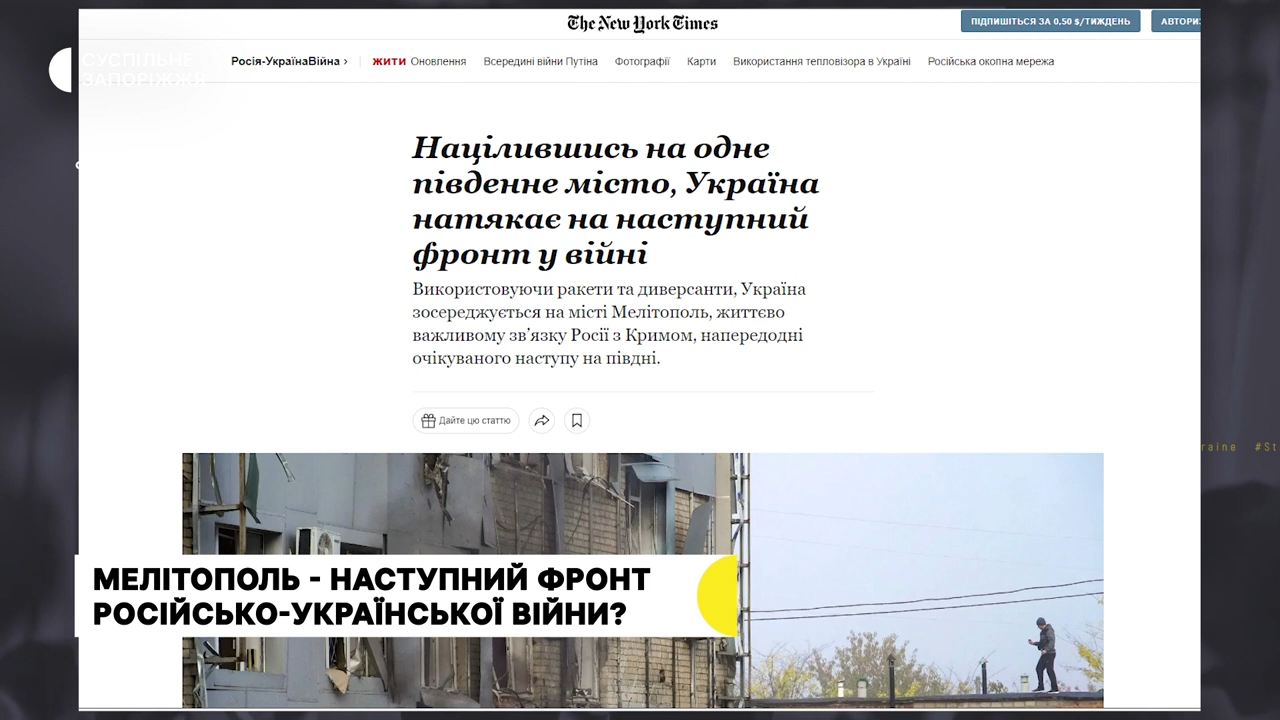 The New York Times
ПІДПИШІТЬСЯ ЗА 0,50 $/ТИЖДЕНЬ
СУСПІЛЬНЕ
ЗАПОРІЖЖЯ
Росія-УкраїнаВійна ›
ЖИТИ Оновлення
Всередині війни Путіна
Фотографії
Карти
Використання тепловізора в Україні
Російська окопна мережа
Націлившись на одне
південне місто, Україна
натякає на наступний
фронт у війні
Використовуючи ракети та диверсанти, Україна
зосереджується на місті Мелітополь, життєво
важливому зв’язку Росії з Кримом, напередодні
очікуваного наступу на півдні.
Дайте цю статтю
МЕЛІТОПОЛЬ - НАСТУПНИЙ ФРОНТ
РОСІЙСЬКО-УКРАЇНСЬКОЇ ВІЙНИ?